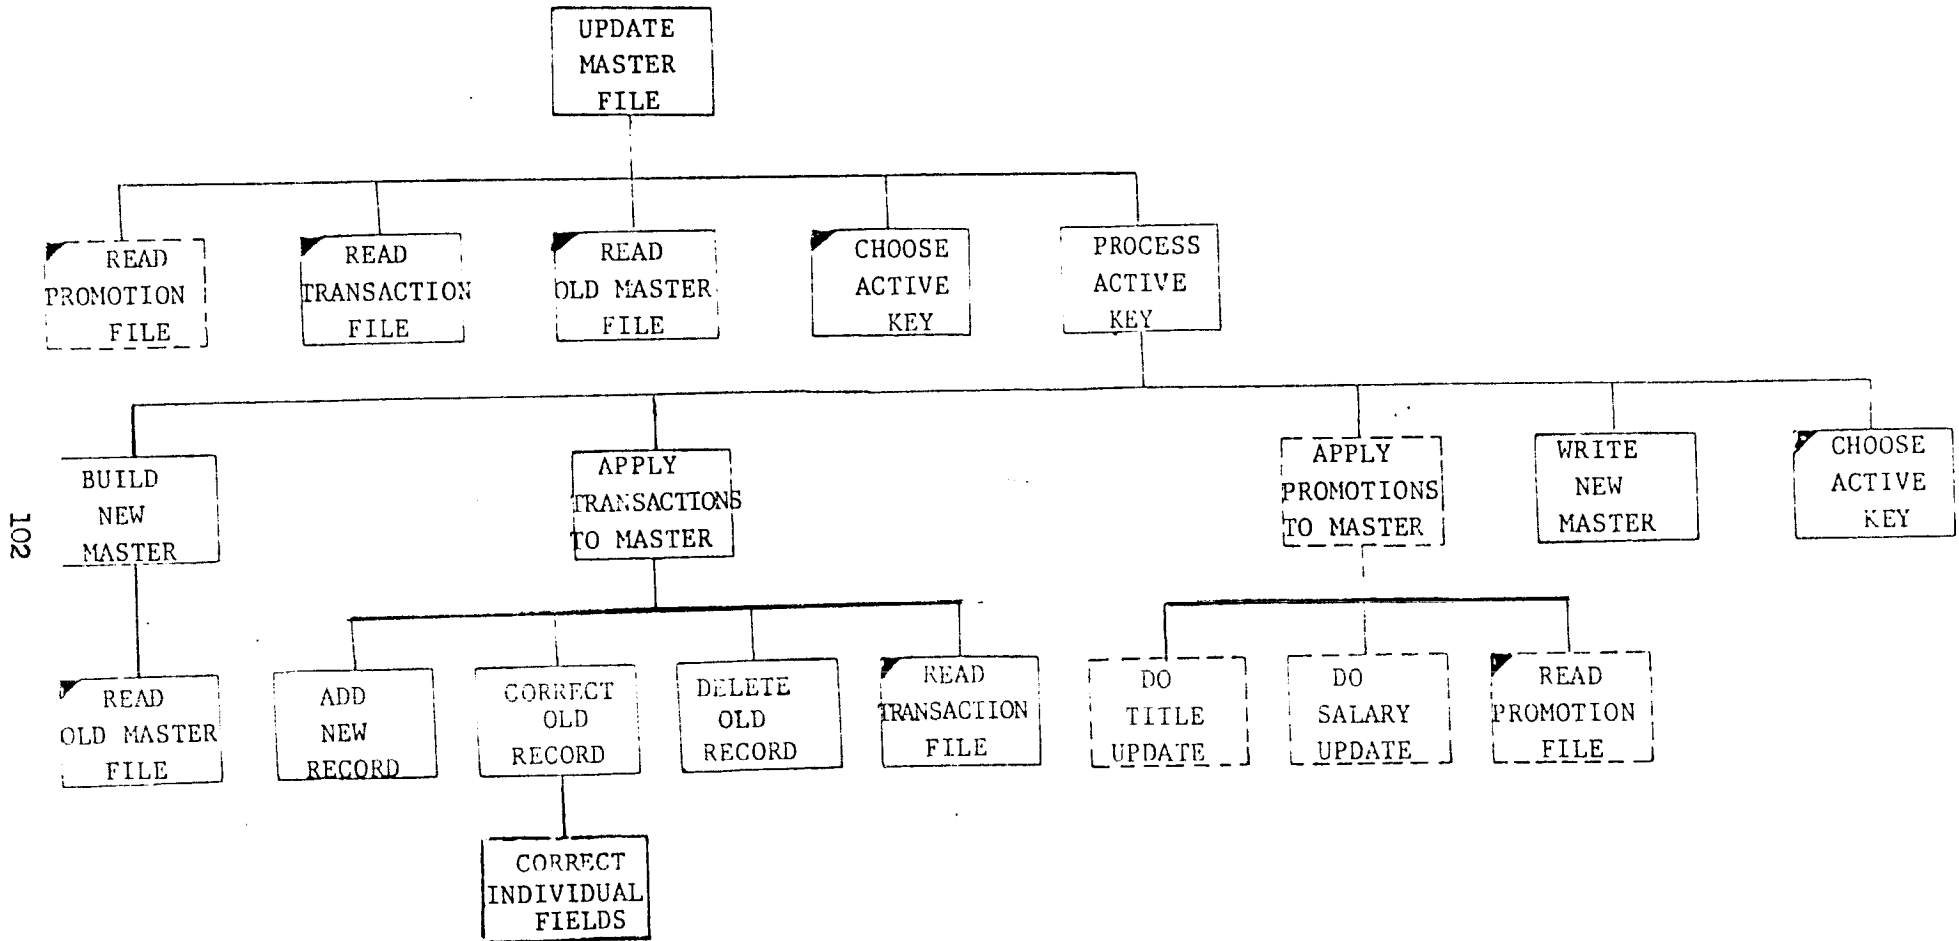 UPDATE
MASTER
FILE
READ
PROMOTION
FILE
READ
TRANSACTION
FILE
READ
OLD MASTER
FILE
CHOOSE
ACTIVE
KEY
PROCESS
ACTIVE
KEY
BUILD
NEW
MASTER
APPLY
TRANSACTIONS
TO MASTER
APPLY
PROMOTIONS
TO MASTER
WRITE
NEW
MASTER
CHOOSE
ACTIVE
KEY
READ
OLD MASTER
FILE
ADD
NEW
RECORD
CORRECT
OLD
RECORD
DELETE
OLD
RECORD
READ
TRANSACTION
FILE
DO
TITLE
UPDATE
DO
SALARY
UPDATE
READ
PROMOTION
FILE
CORRECT
INDIVIDUAL
FIELDS
102